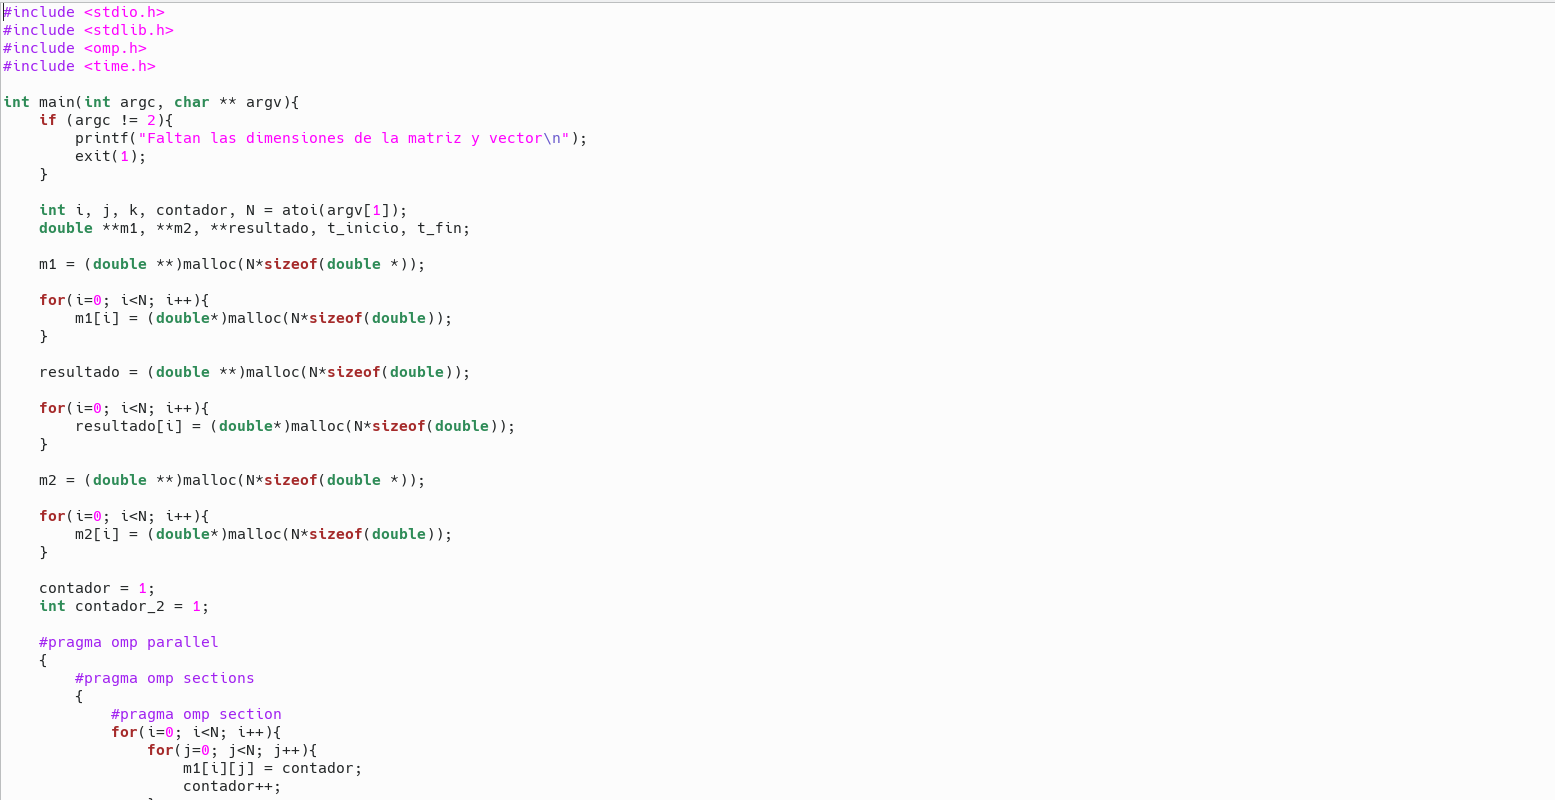 #include <stdio.h>
#include <stdlib.h>
#include <omp.h>
#include <time.h>

int main(int argc, char ** argv){
    if (argc != 2){
        printf("Faltan las dimensiones de la matriz y vector\n");
        exit(1);
    }

    int i, j, k, contador, N = atoi(argv[1]);
    double **m1, **m2, **resultado, t_inicio, t_fin;

    m1 = (double **)malloc(N*sizeof(double *));

    for(i=0; i<N; i++){
        m1[i] = (double*)malloc(N*sizeof(double));
    }

    resultado = (double **)malloc(N*sizeof(double));

    for(i=0; i<N; i++){
        resultado[i] = (double*)malloc(N*sizeof(double));
    }

    m2 = (double **)malloc(N*sizeof(double *));

    for(i=0; i<N; i++){
        m2[i] = (double*)malloc(N*sizeof(double));
    }

    contador = 1;
    int contador_2 = 1;

    #pragma omp parallel
    {
        #pragma omp sections
        {
            #pragma omp section
            for(i=0; i<N; i++){
                for(j=0; j<N; j++){
                    m1[i][j] = contador;
                    contador++;